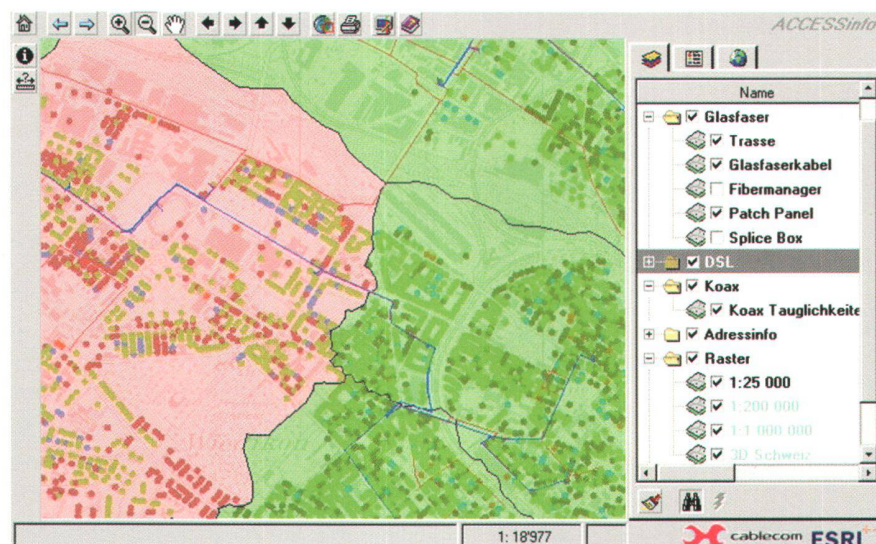 ACCESSinfo
Name
Glasfaser
Trasse
Glasfaserkabel
Fibermanager
Patch Panel
Splice Box
DSL
Koax
Koax Tauglichkeite
Adressinfo
Raster
1:25 000
1:200 000
1:1 000 000
3D Schweiz
1: 18'977
cablecom ESRI